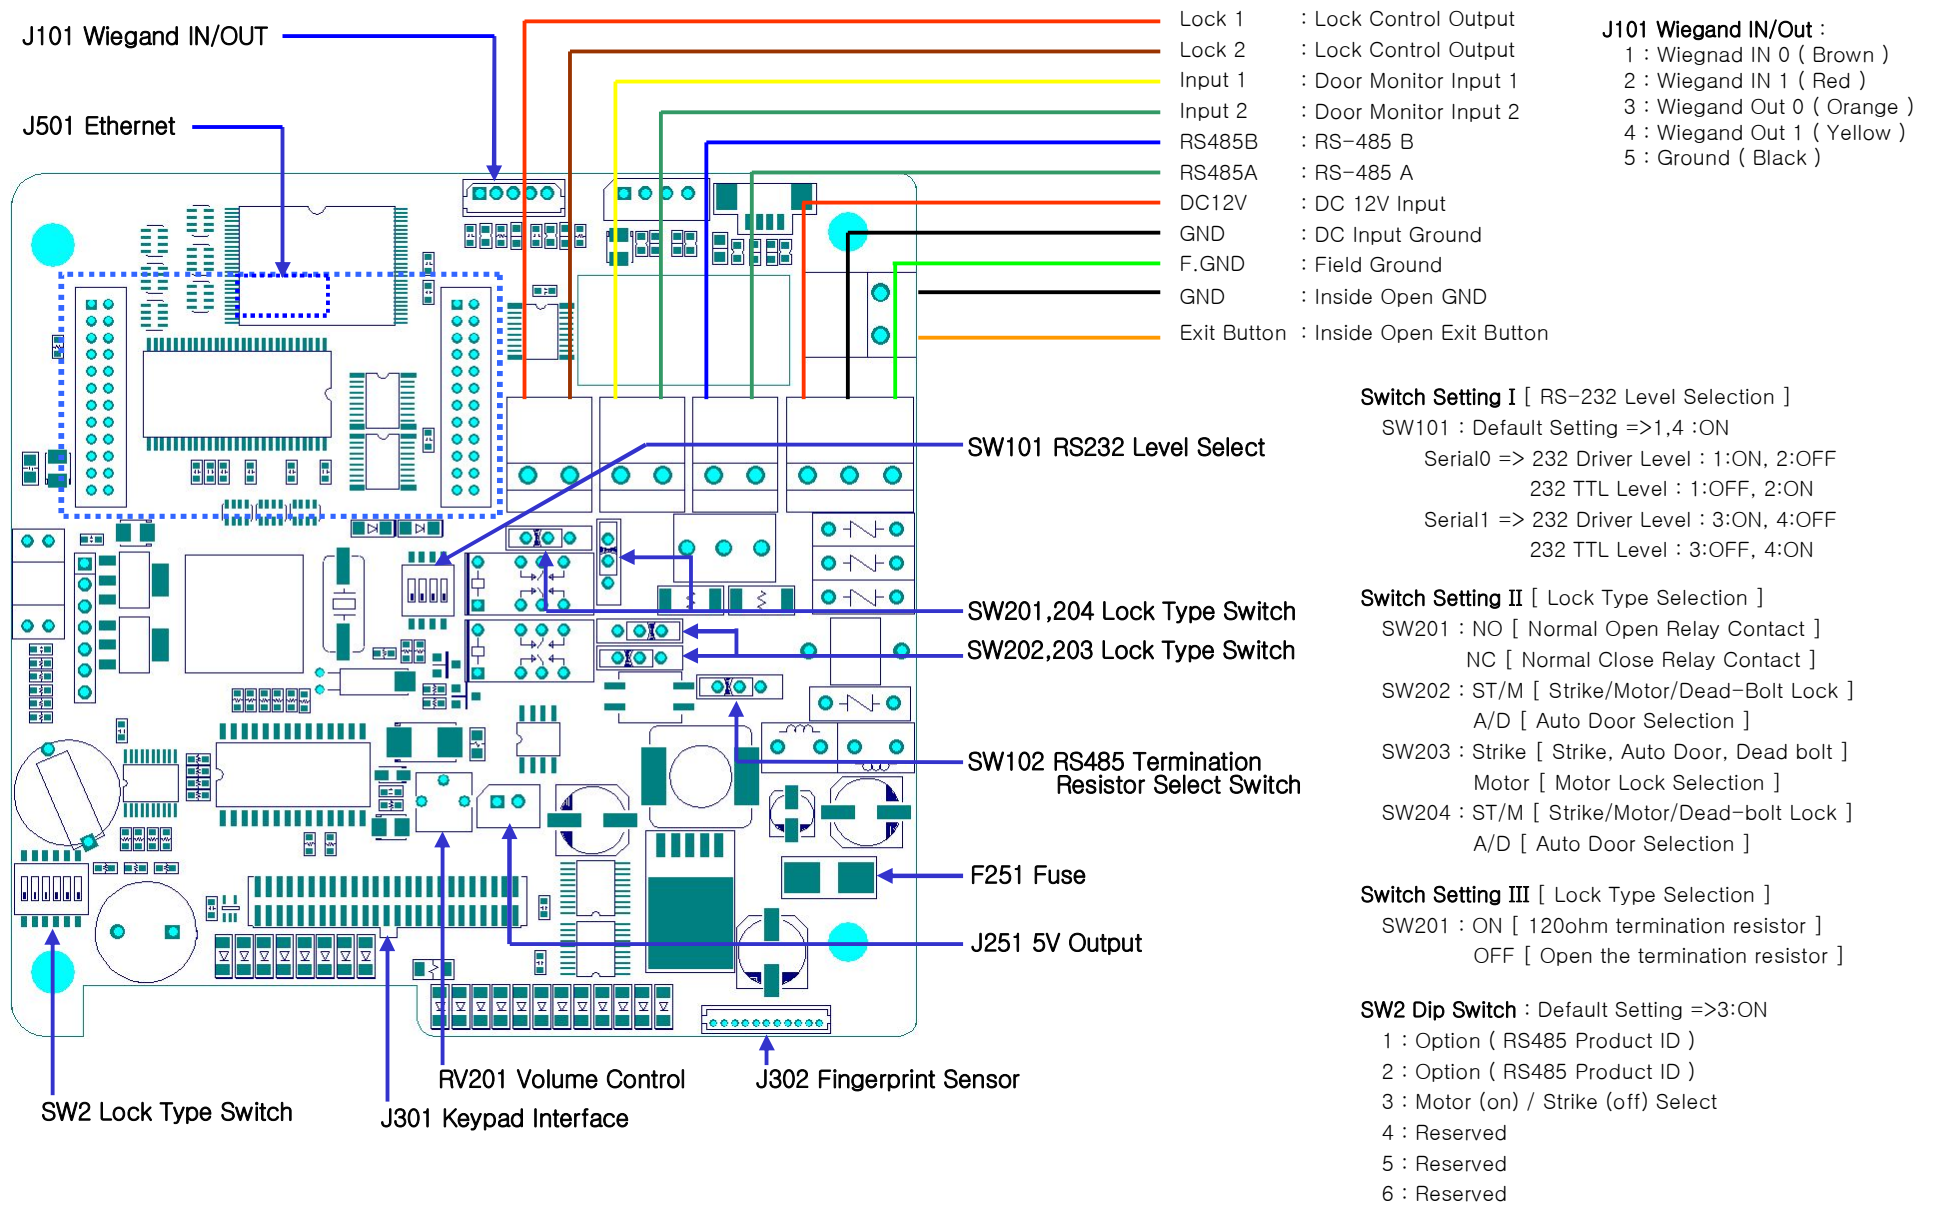 J101 Wiegand IN/OUT
J501 Ethernet
Lock 1 : Lock Control Output
Lock 2 : Lock Control Output
Input 1 : Door Monitor Input 1
Input 2 : Door Monitor Input 2
RS485B : RS-485 B
RS485A : RS-485 A
DC12V : DC 12V Input
GND : DC Input Ground
F.GND : Field Ground
GND : Inside Open GND
Exit Button : Inside Open Exit Button
J101 Wiegand IN/Out :
1 : Wiegnad IN 0 ( Brown )
2 : Wiegand IN 1 ( Red )
3 : Wiegand Out 0 ( Orange )
4 : Wiegand Out 1 ( Yellow )
5 : Ground ( Black )
SW101 RS232 Level Select
SW201,204 Lock Type Switch
SW202,203 Lock Type Switch
SW102 RS485 Termination
Resistor Select Switch
F251 Fuse
J251 5V Output
RV201 Volume Control
J302 Fingerprint Sensor
SW2 Lock Type Switch
J301 Keypad Interface
Switch Setting I [ RS-232 Level Selection ]
SW101 : Default Setting =>1,4 :ON
Serial0 => 232 Driver Level : 1:ON, 2:OFF
232 TTL Level : 1:OFF, 2:ON
Serial1 => 232 Driver Level : 3:ON, 4:OFF
232 TTL Level : 3:OFF, 4:ON
Switch Setting II [ Lock Type Selection ]
SW201 : NO [ Normal Open Relay Contact ]
NC [ Normal Close Relay Contact ]
SW202 : ST/M [ Strike/Motor/Dead-Bolt Lock ]
A/D [ Auto Door Selection ]
SW203 : Strike [ Strike, Auto Door, Dead bolt ]
Motor [ Motor Lock Selection ]
SW204 : ST/M [ Strike/Motor/Dead-bolt Lock ]
A/D [ Auto Door Selection ]
Switch Setting III [ Lock Type Selection ]
SW201 : ON [ 120ohm termination resistor ]
OFF [ Open the termination resistor ]
SW2 Dip Switch : Default Setting =>3:ON
1 : Option ( RS485 Product ID )
2 : Option ( RS485 Product ID )
3 : Motor (on) / Strike (off) Select
4 : Reserved
5 : Reserved
6 : Reserved